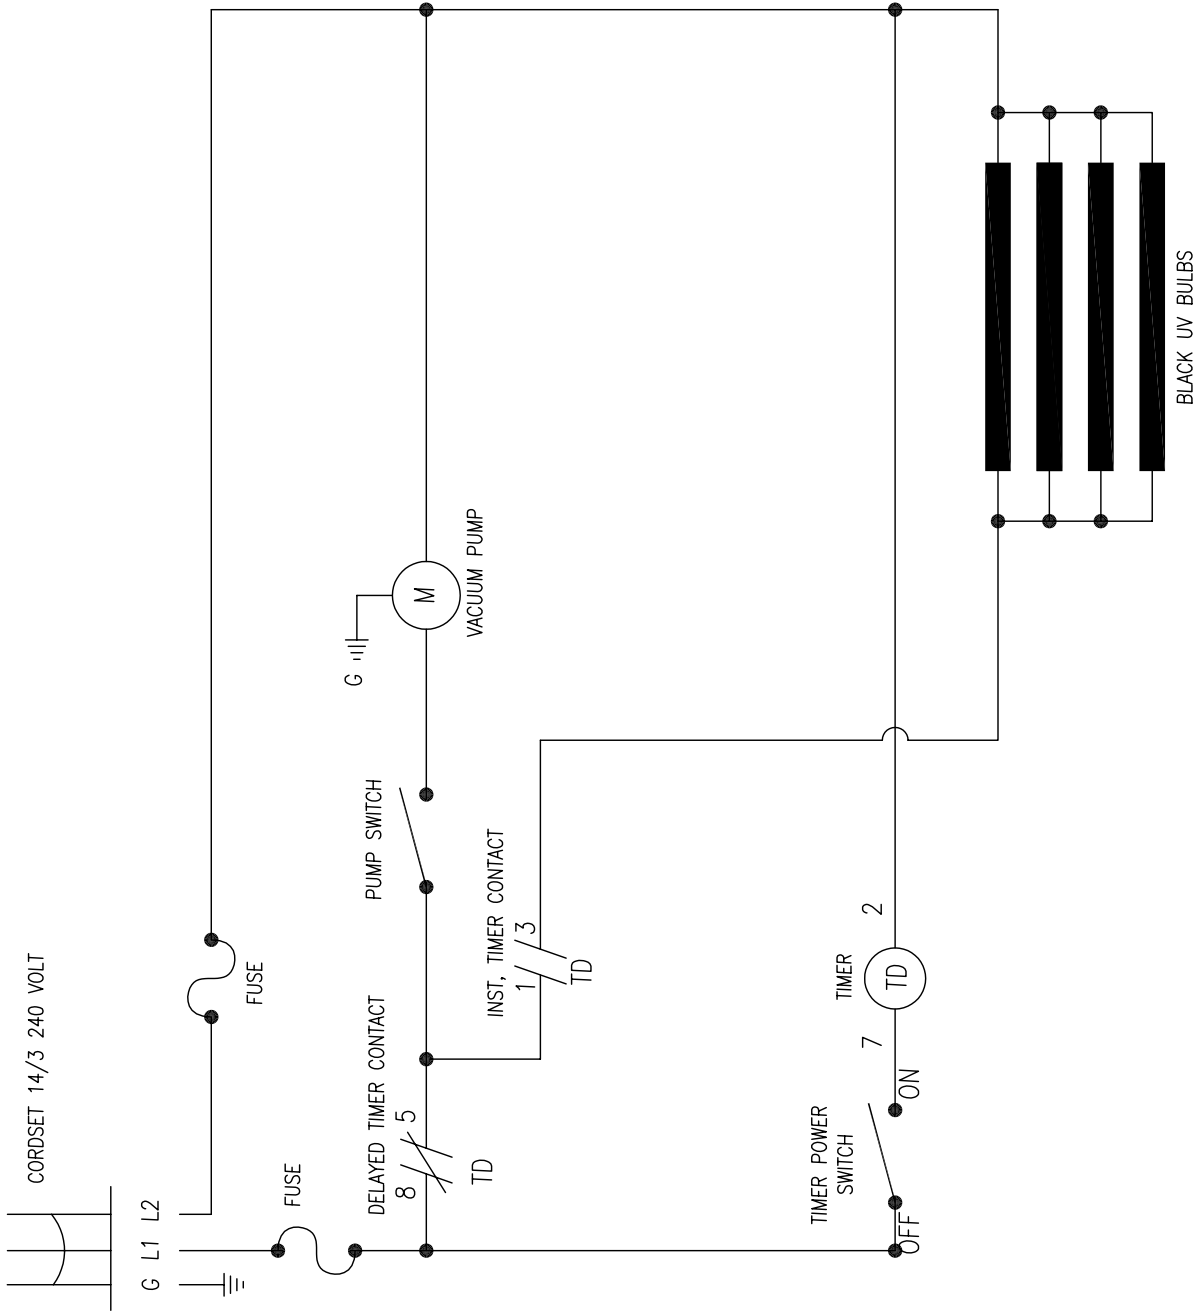 CORDSET 14/3 240 VOLT
G
L1
L2
FUSE
FUSE
DELAYED TIMER CONTACT
8
5
TD
PUMP SWITCH
G
M
VACUUM PUMP
INST, TIMER CONTACT
1
3
TD
TIMER POWER
SWITCH
OFF
ON
7
TIMER
TD
2
BLACK UV BULBS